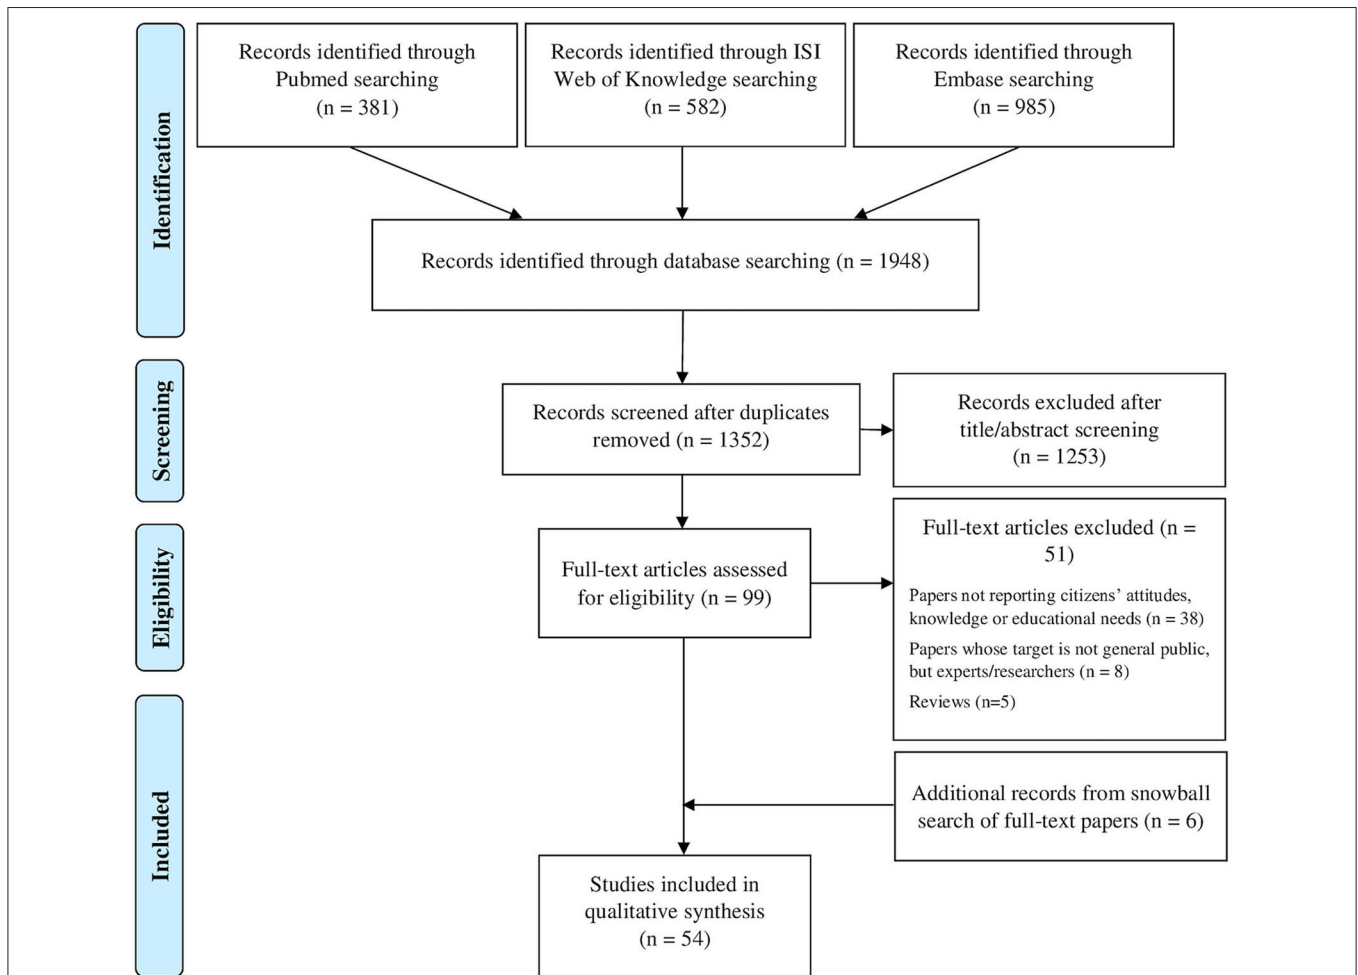 Identification
Records identified through
Pubmed searching
(n = 381)
Records identified through ISI
Web of Knowledge searching
(n = 582)
Records identified through
Embase searching
(n = 985)
Records identified through database searching (n = 1948)
Screening
Records screened after duplicates
removed (n = 1352)
Records excluded after
title/abstract screening
(n = 1253)
Eligibility
Full-text articles assessed
for eligibility (n = 99)
Full-text articles excluded (n =
51)
Papers not reporting citizens’ attitudes,
knowledge or educational needs (n = 38)
Papers whose target is not general public,
but experts/researchers (n = 8)
Reviews (n=5)
Included
Additional records from snowball
search of full-text papers (n = 6)
Studies included in
qualitative synthesis
(n = 54)